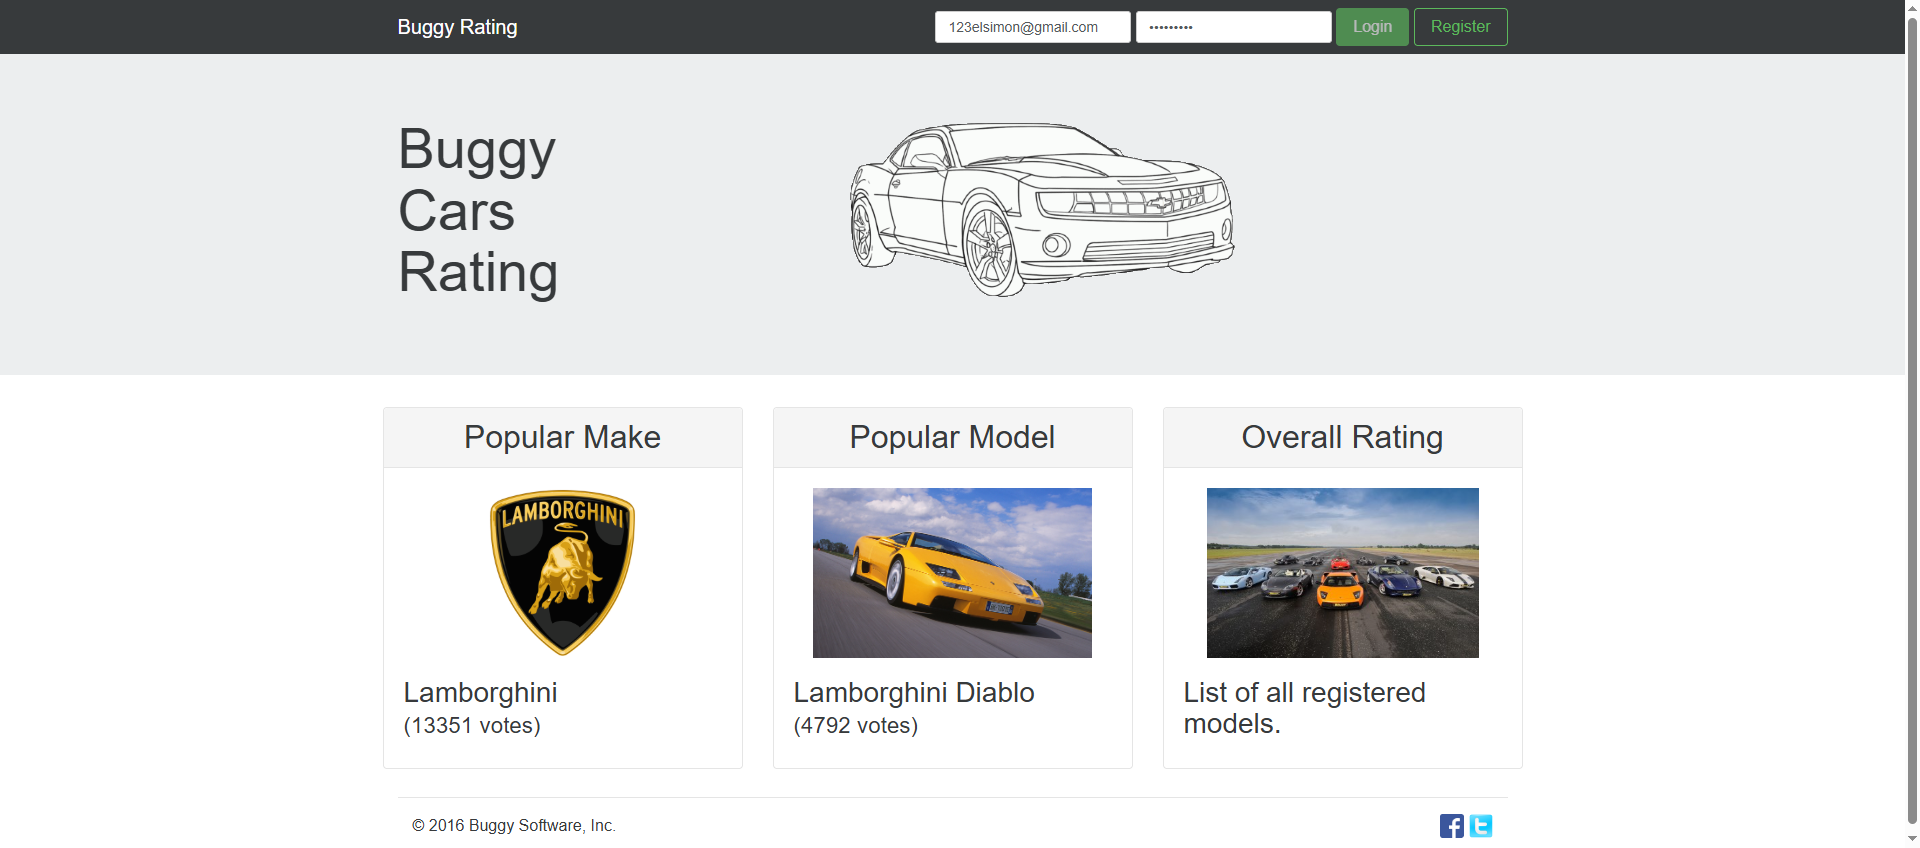 Buggy Rating
123elsimon@gmail.com
•••••••••
Login
Register
Buggy
Cars
Rating
Popular Make
LAMBORGHINI
Lamborghini
(13351 votes)
Popular Model
Lamborghini Diablo
(4792 votes)
Overall Rating
List of all registered
models.
© 2016 Buggy Software, Inc.